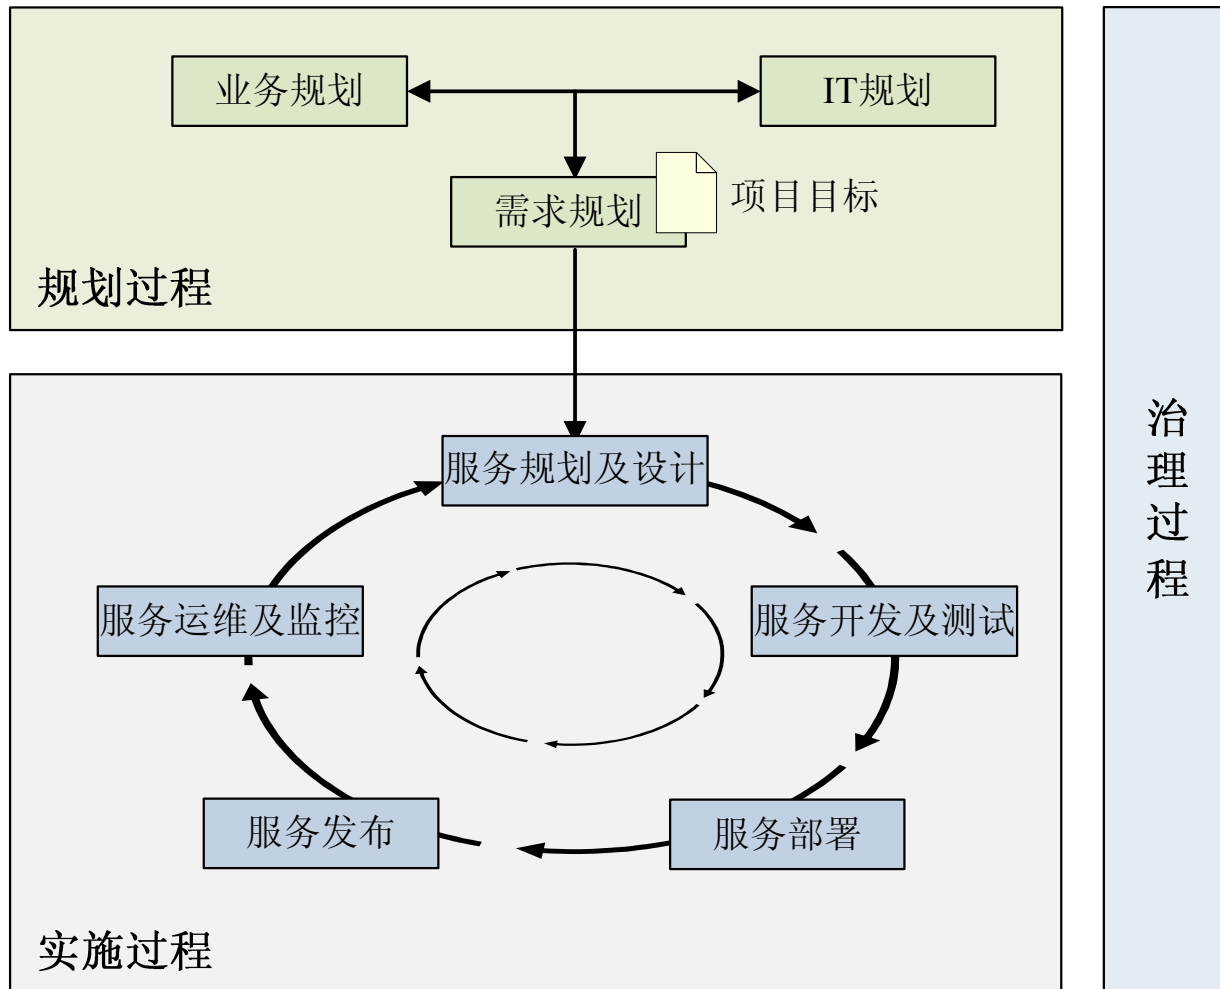 业务规划
IT规划
需求规划
项目目标
规划过程
服务规划及设计
服务运维及监控
服务开发及测试
服务发布
服务部署
实施过程
治
理
过
程